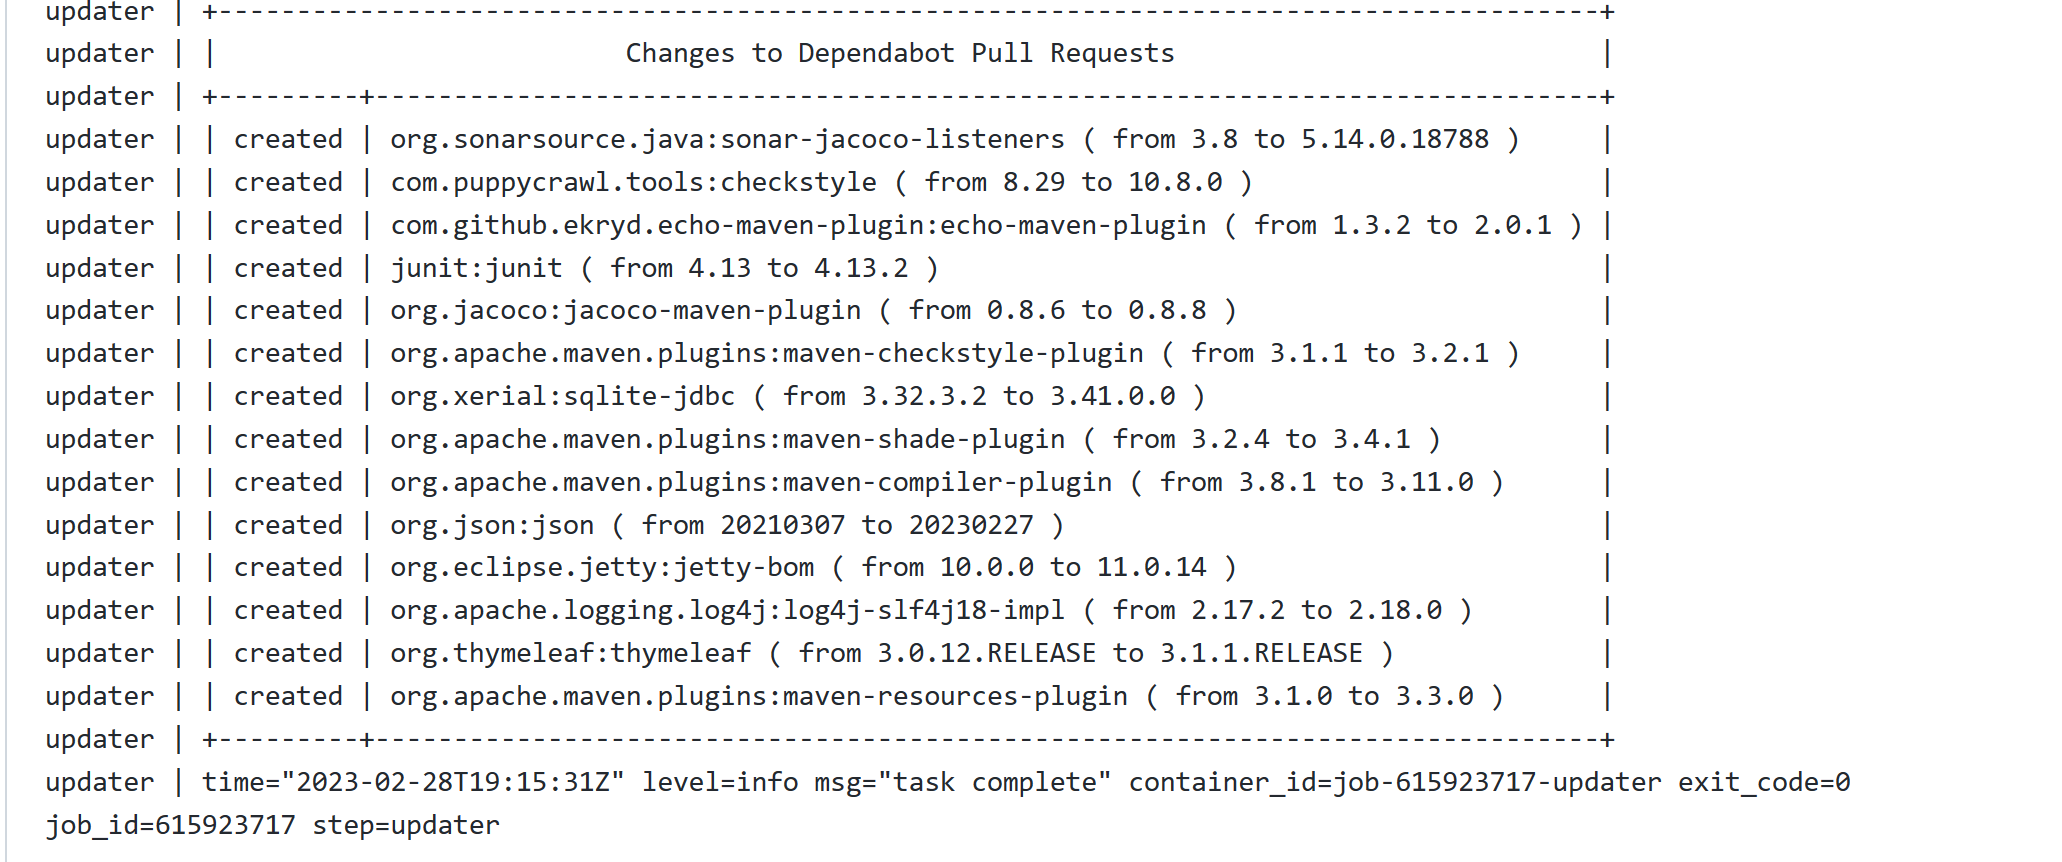 updater | +----------------------------------------------------------------------------------------+
updater | |                          Changes to Dependabot Pull Requests                           |
updater | +---------+------------------------------------------------------------------------------+
updater | | created | org.sonarsource.java:sonar-jacoco-listeners ( from 3.8 to 5.14.0.18788 )     |
updater | | created | com.puppycrawl.tools:checkstyle ( from 8.29 to 10.8.0 )                      |
updater | | created | com.github.ekryd.echo-maven-plugin:echo-maven-plugin ( from 1.3.2 to 2.0.1 ) |
updater | | created | junit:junit ( from 4.13 to 4.13.2 )                                          |
updater | | created | org.jacoco:jacoco-maven-plugin ( from 0.8.6 to 0.8.8 )                       |
updater | | created | org.apache.maven.plugins:maven-checkstyle-plugin ( from 3.1.1 to 3.2.1 )     |
updater | | created | org.xerial:sqlite-jdbc ( from 3.32.3.2 to 3.41.0.0 )                         |
updater | | created | org.apache.maven.plugins:maven-shade-plugin ( from 3.2.4 to 3.4.1 )          |
updater | | created | org.apache.maven.plugins:maven-compiler-plugin ( from 3.8.1 to 3.11.0 )      |
updater | | created | org.json:json ( from 20210307 to 20230227 )                                  |
updater | | created | org.eclipse.jetty:jetty-bom ( from 10.0.0 to 11.0.14 )                       |
updater | | created | org.apache.logging.log4j:log4j-slf4j18-impl ( from 2.17.2 to 2.18.0 )        |
updater | | created | org.thymeleaf:thymeleaf ( from 3.0.12.RELEASE to 3.1.1.RELEASE )             |
updater | | created | org.apache.maven.plugins:maven-resources-plugin ( from 3.1.0 to 3.3.0 )      |
updater | +---------+------------------------------------------------------------------------------+
updater | time="2023-02-28T19:15:31Z" level=info msg="task complete" container_id=job-615923717-updater exit_code=0
job_id=615923717 step=updater